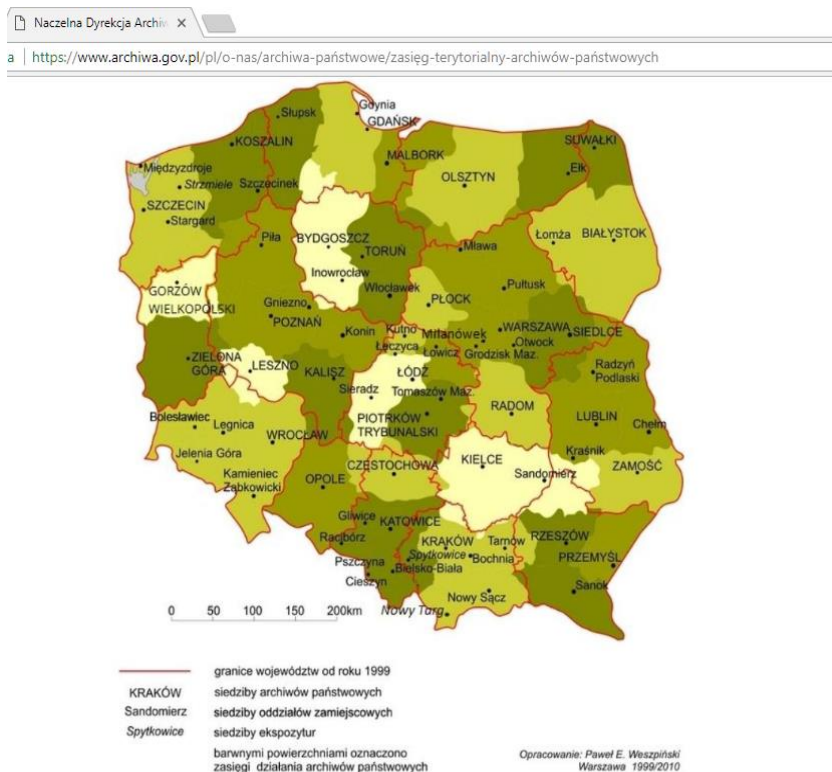 Naczelna Dyrekcja Archiw
a https://www.archiwa.gov.pl/pl/o-nas/archiwa-państwowe/zasięg-terytorialny-archiwów-państwowych
Słupsk
Gdynia
GDAŃSK
KOSZALIN
MALBORK
SUWAŁKI
Międzyzdroje
Ełk
OLSZTYN
Strzmiele
Szczecinek
SZCZECIN
Stargard
BYDGOSZCZ
Piła
TORUŃ
Mława
Łomża
BIAŁYSTOK
Inowrocław
Włocławek
Pułtusk
GORZÓW
WIELKOPOLSKI
Gniezno
PŁOCK
POZNAŃ
Konin
Kutno
Milanówek
WARSZAWA
SIEDLCE
Łęczyca
Łowicz
Otwock
Grodzisk Maz.
ZIELONA
GÓRA
LESZNO
KALISZ
ŁÓDŹ
Radzyń
Podlaski
Sieradz
Tomaszów Maz.
RADOM
LUBLIN
Chełm
Bolesławiec
Legnica
WROCŁAW
PIOTRKÓW
TRYBUNALSKI
Jelenia Góra
CZĘSTOCHOWA
KIELCE
Kraśnik
ZAMOŚĆ
Kamieniec
Ząbkowicki
OPOLE
Sandomierz
Gliwice
KATOWICE
Racibórz
KRAKÓW
Tarnów
RZESZÓW
Spytkowice
Bochnia
PRZEMYŚL
Pszczyna
Bielsko-Biała
Cieszyn
Sanok
Nowy Sącz
Nowy Targ
0 50 100 150 200km
granice województw od roku 1999
KRAKÓW siedziby archiwów państwowych
Sandomierz siedziby oddziałów zamiejscowych
Spytkowice siedziby ekspozytur
barwnymi powierzchniami oznaczono
zasięgi działania archiwów państwowych
Opracowanie: Paweł E. Weszpiński
Warszawa 1999/2010